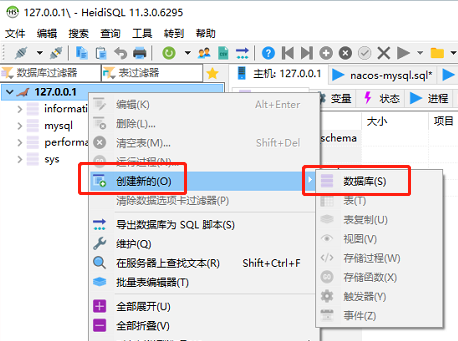 127.0.0.1\ - HeidiSQL 11.3.0.6295
文件 编辑 搜索 查询 工具 转到 帮助
数据库过滤器 表过滤器 主机: 127.0.0.1 nacos-mysql.sql*
127.0.0.1 变量 状态 进程
informati 编辑(K) Alt+Enter 大小 项目
mysql 删除(L)... schema
performa 清空表(M)... Shift+Del
sys 运行过程(N)...
创建新的(O) 数据库(S)
清除数据选项卡过滤器(P) 表(T)
导出数据库为 SQL 脚本(S) 表复制(U)
维护(Q) 视图(V)
在服务器上查找文本(R) Shift+Ctrl+F 存储过程(W)
批量表编辑器(T) 存储函数(X)
触发器(Y)
全部展开(U) 事件(Z)
全部折叠(V)